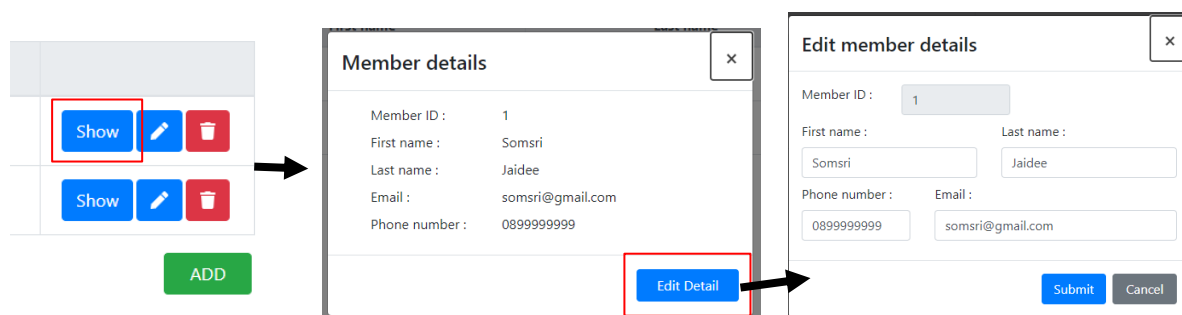 Show
Show
ADD
First name Last name
Member details ×
Member ID : 1
First name : Somsri
Last name : Jaidee
Email : somsri@gmail.com
Phone number : 0899999999
Edit Detail
Edit member details ×
Member ID : 1
First name : Last name :
Somsri Jaidee
Phone number : Email :
0899999999 somsri@gmail.com
Submit Cancel